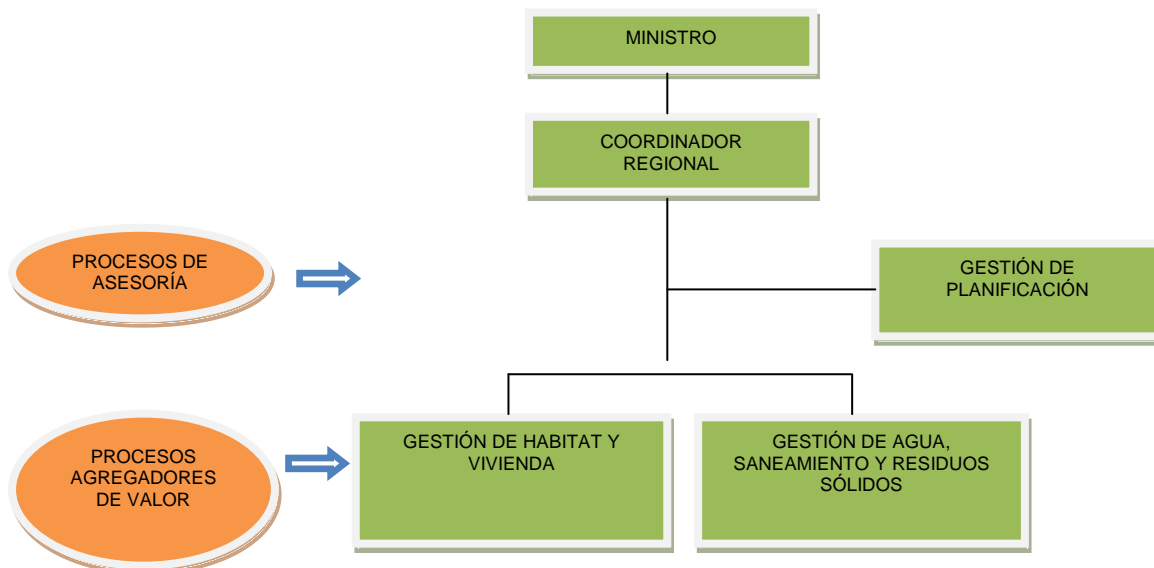 MINISTRO
COORDINADOR
REGIONAL
PROCESOS DE
ASESORÍA
GESTIÓN DE
PLANIFICACIÓN
PROCESOS
AGREGADORES
DE VALOR
GESTIÓN DE HABITAT Y
VIVIENDA
GESTIÓN DE AGUA,
SANEAMIENTO Y RESIDUOS
SÓLIDOS